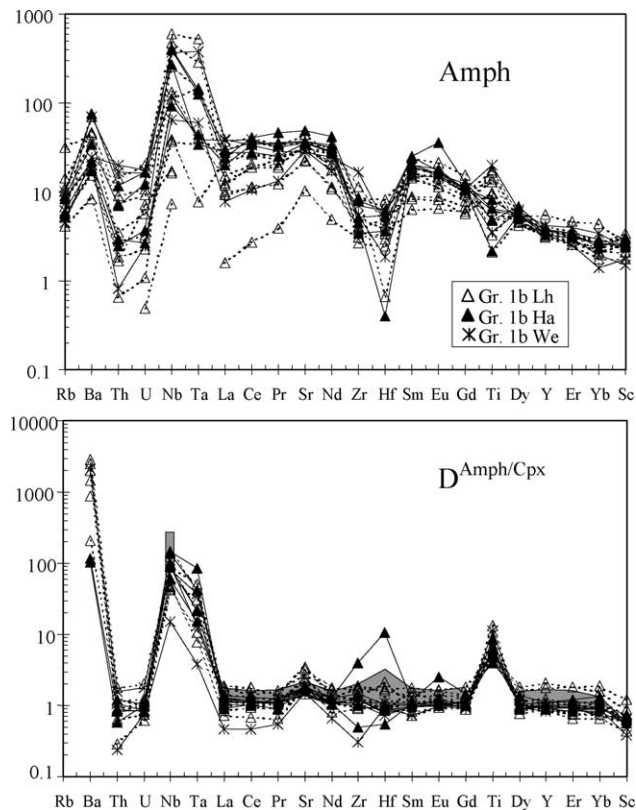 1000
Amph
100
10
1
0.1
△ Gr. 1b Lh
▲ Gr. 1b Ha
✳ Gr. 1b We
Rb Ba Th U Nb Ta La Ce Pr Sr Nd Zr Hf Sm Eu Gd Ti Dy Y Er Yb Sc
10000
D Amph/Cpx
1000
100
10
1
0.1
Rb Ba Th U Nb Ta La Ce Pr Sr Nd Zr Hf Sm Eu Gd Ti Dy Y Er Yb Sc